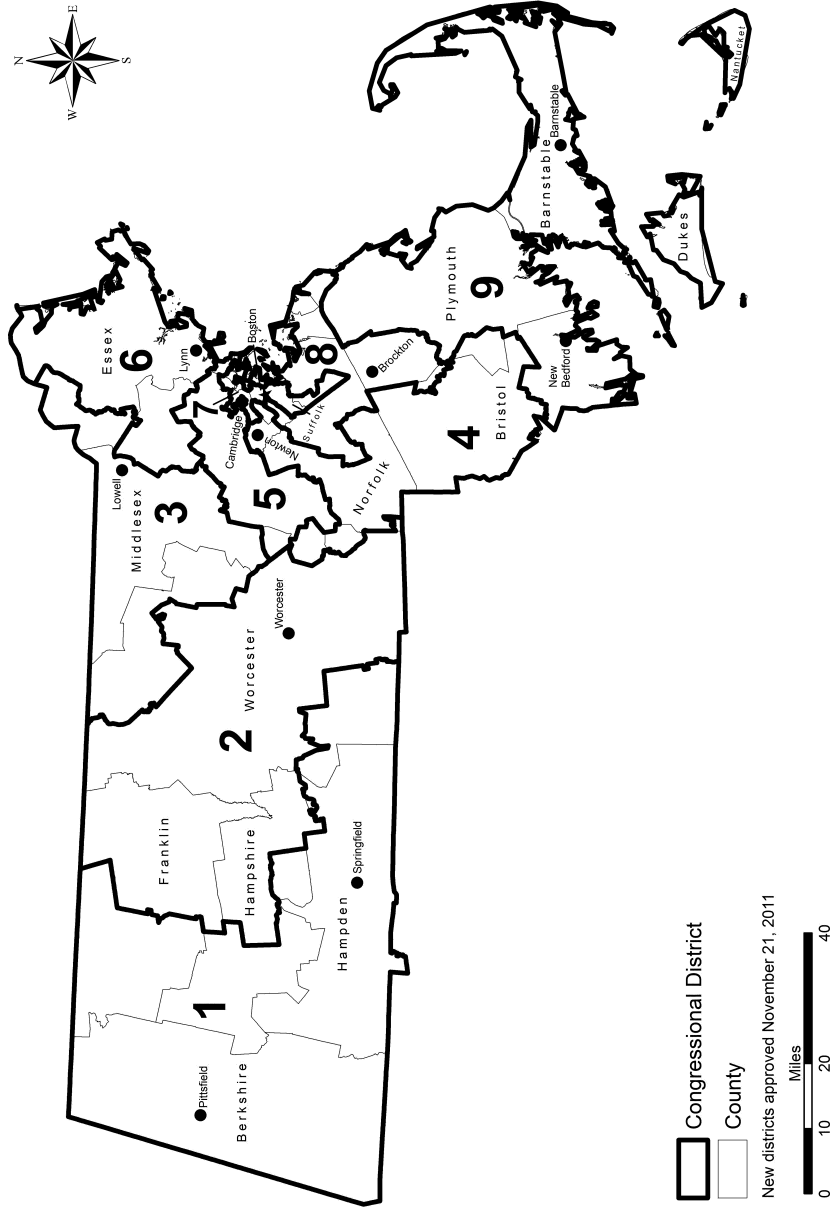 N
W
E
S
Essex
6
Lynn
Lowell
Middlesex
3
7
Boston
Cambridge
Newton
Suffolk
5
8
Norfolk
Brockton
Plymouth
9
4
Bristol
New
Bedford
Barnstable
Barnstable
Dukes
Nantucket
Worcester
Worcester
2
Franklin
Hampshire
Springfield
Hampden
1
Pittsfield
Berkshire
Congressional District
County
New districts approved November 21, 2011
Miles
0 10 20 40